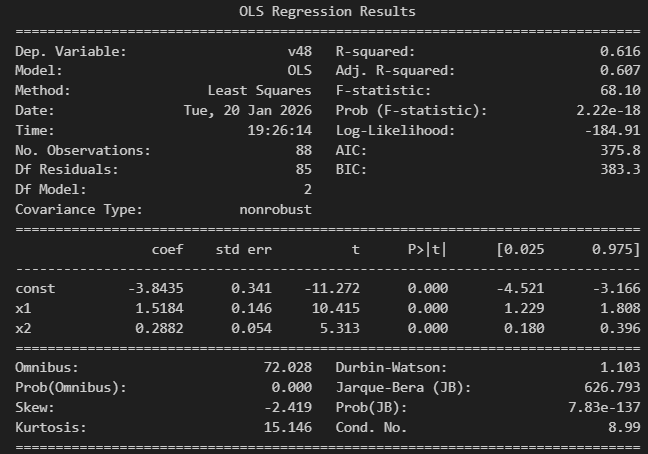 OLS Regression Results
==============================================================================
Dep. Variable:                    v48   R-squared:                       0.616
Model:                            OLS   Adj. R-squared:                  0.607
Method:                 Least Squares   F-statistic:                     68.10
Date:                Tue, 20 Jan 2026   Prob (F-statistic):           2.22e-18
Time:                        19:26:14   Log-Likelihood:                -184.91
No. Observations:                  88   AIC:                             375.8
Df Residuals:                      85   BIC:                             383.3
Df Model:                           2
Covariance Type:            nonrobust
==============================================================================
                 coef    std err          t      P>|t|      [0.025      0.975]
------------------------------------------------------------------------------
const         -3.8435      0.341    -11.272      0.000      -4.521      -3.166
x1             1.5184      0.146     10.415      0.000       1.229       1.808
x2             0.2882      0.054      5.313      0.000       0.180       0.396
==============================================================================
Omnibus:                       72.028   Durbin-Watson:                   1.103
Prob(Omnibus):                  0.000   Jarque-Bera (JB):              626.793
Skew:                          -2.419   Prob(JB):                    7.83e-137
Kurtosis:                      15.146   Cond. No.                         8.99
==============================================================================